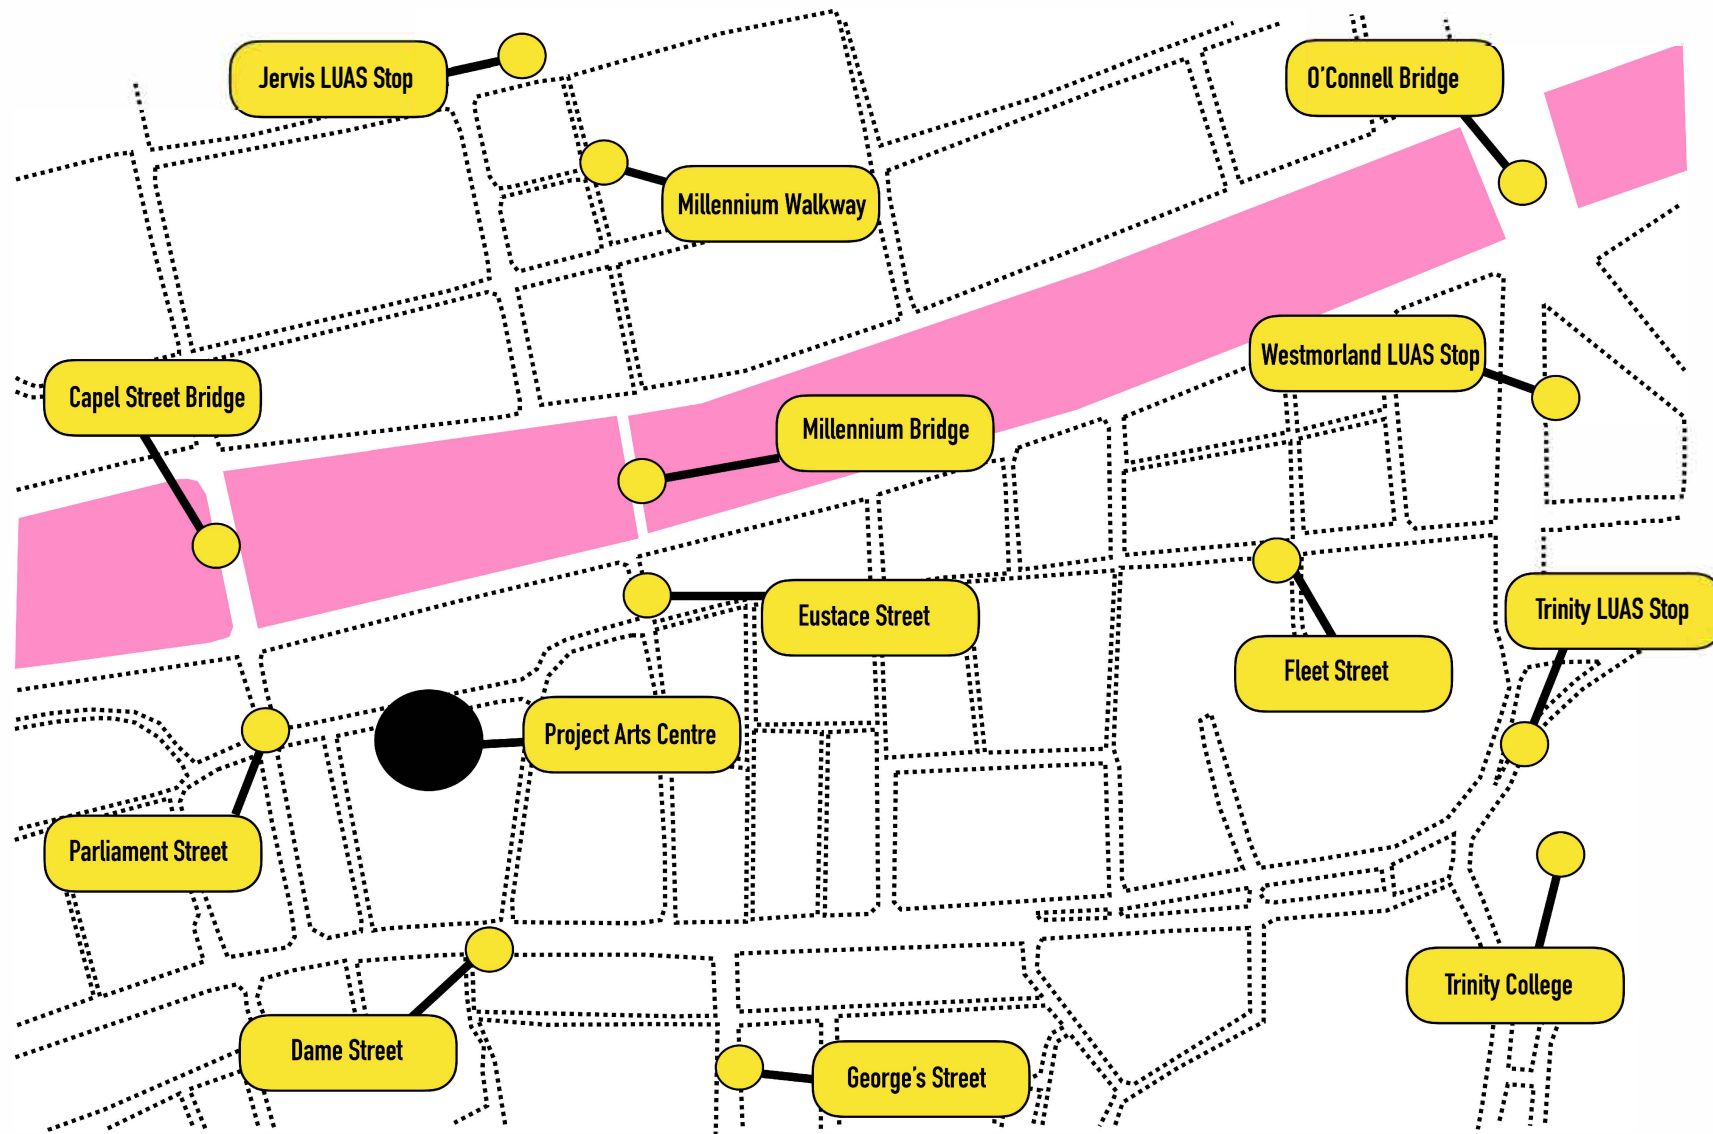 Jervis LUAS Stop
O'Connell Bridge
Millennium Walkway
Westmorland LUAS Stop
Capel Street Bridge
Millennium Bridge
Eustace Street
Trinity LUAS Stop
Fleet Street
Project Arts Centre
Parliament Street
Trinity College
Dame Street
George's Street